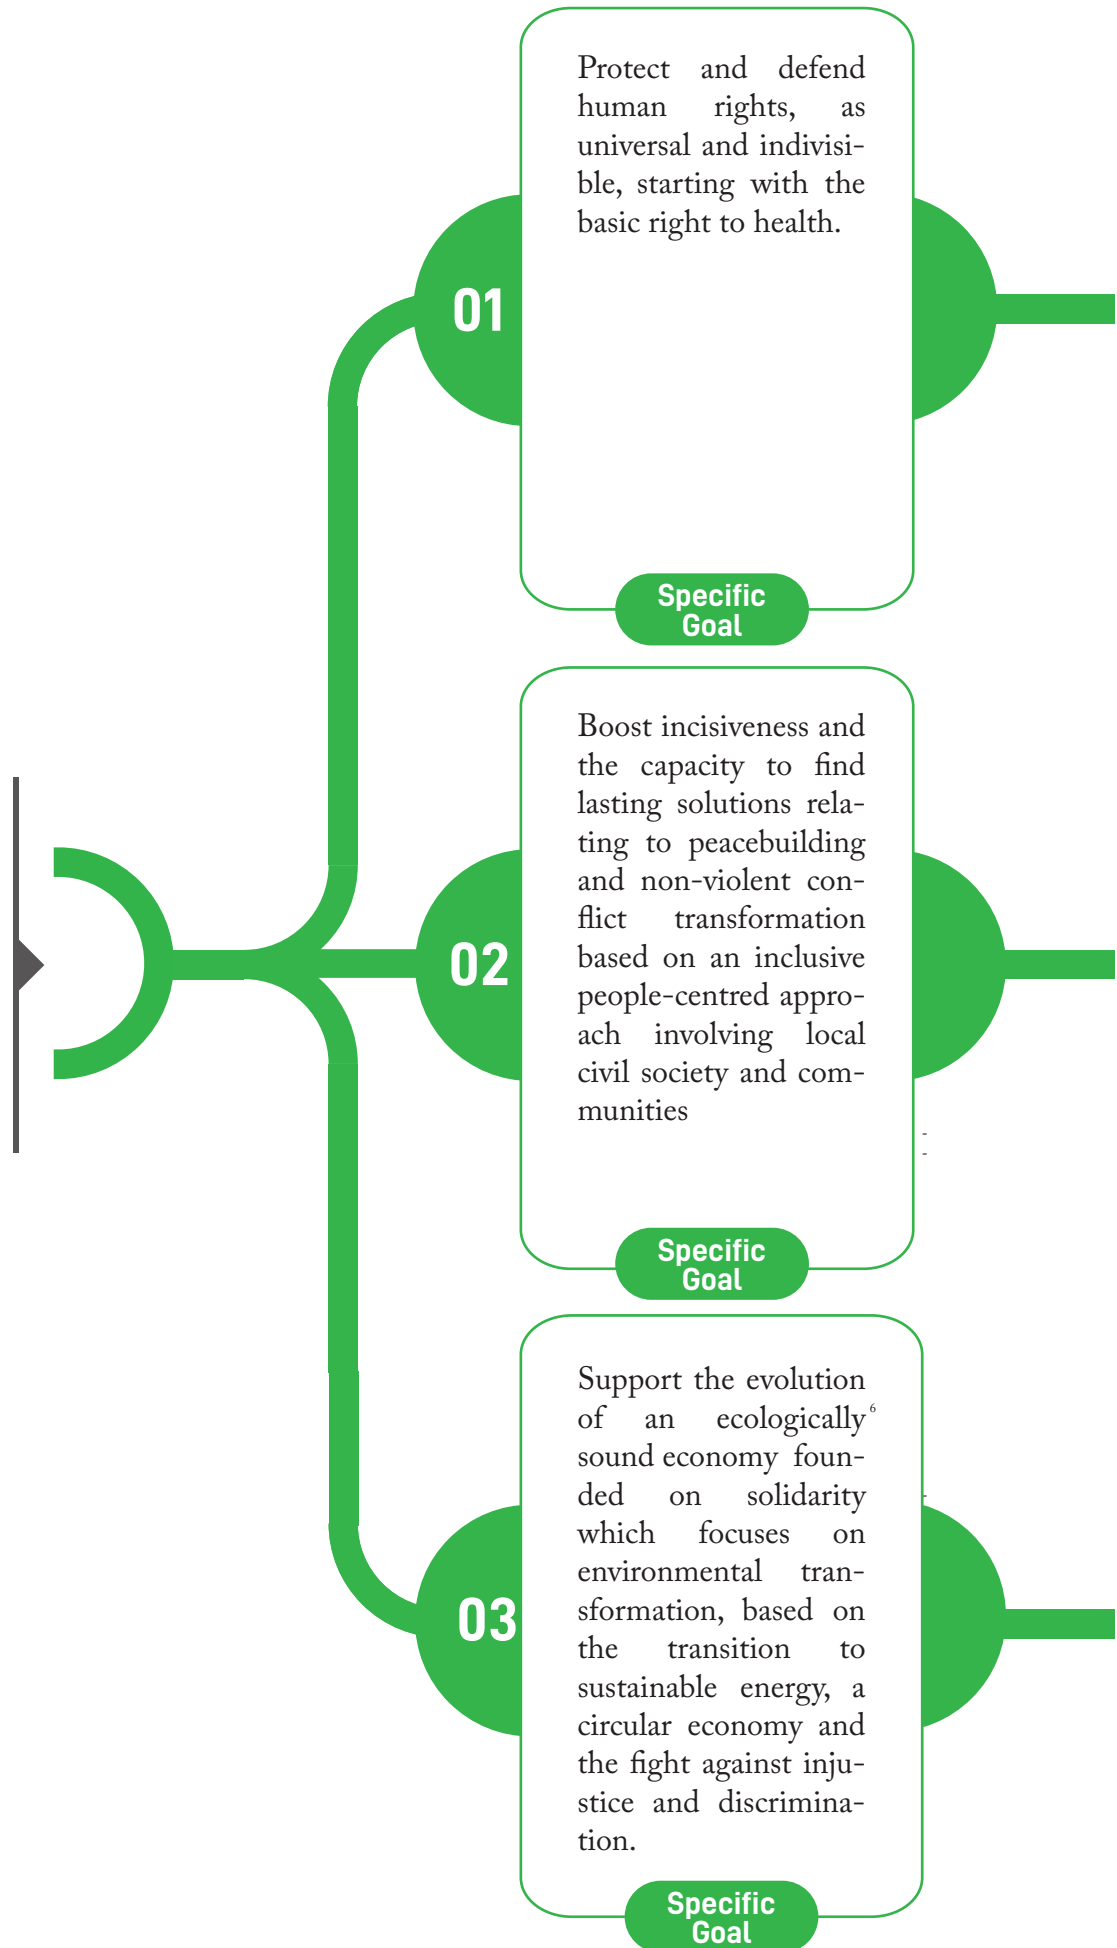 Protect and defend
human rights, as
universal and indivisi-
ble, starting with the
basic right to health.
01
Specific
Goal
Boost incisiveness and
the capacity to find
lasting solutions rela-
ting to peacebuilding
and non-violent con-
flict transformation
based on an inclusive
people-centred appro-
ach involving local
civil society and com-
munities
02
-
-
Specific
Goal
Support the evolution
of an ecologically 6
sound economy foun-
ded on solidarity
which focuses on
environmental tran-
sformation, based on
the transition to
sustainable energy, a
circular economy and
the fight against inju-
stice and discrimina-
tion.
-
03
Specific
Goal